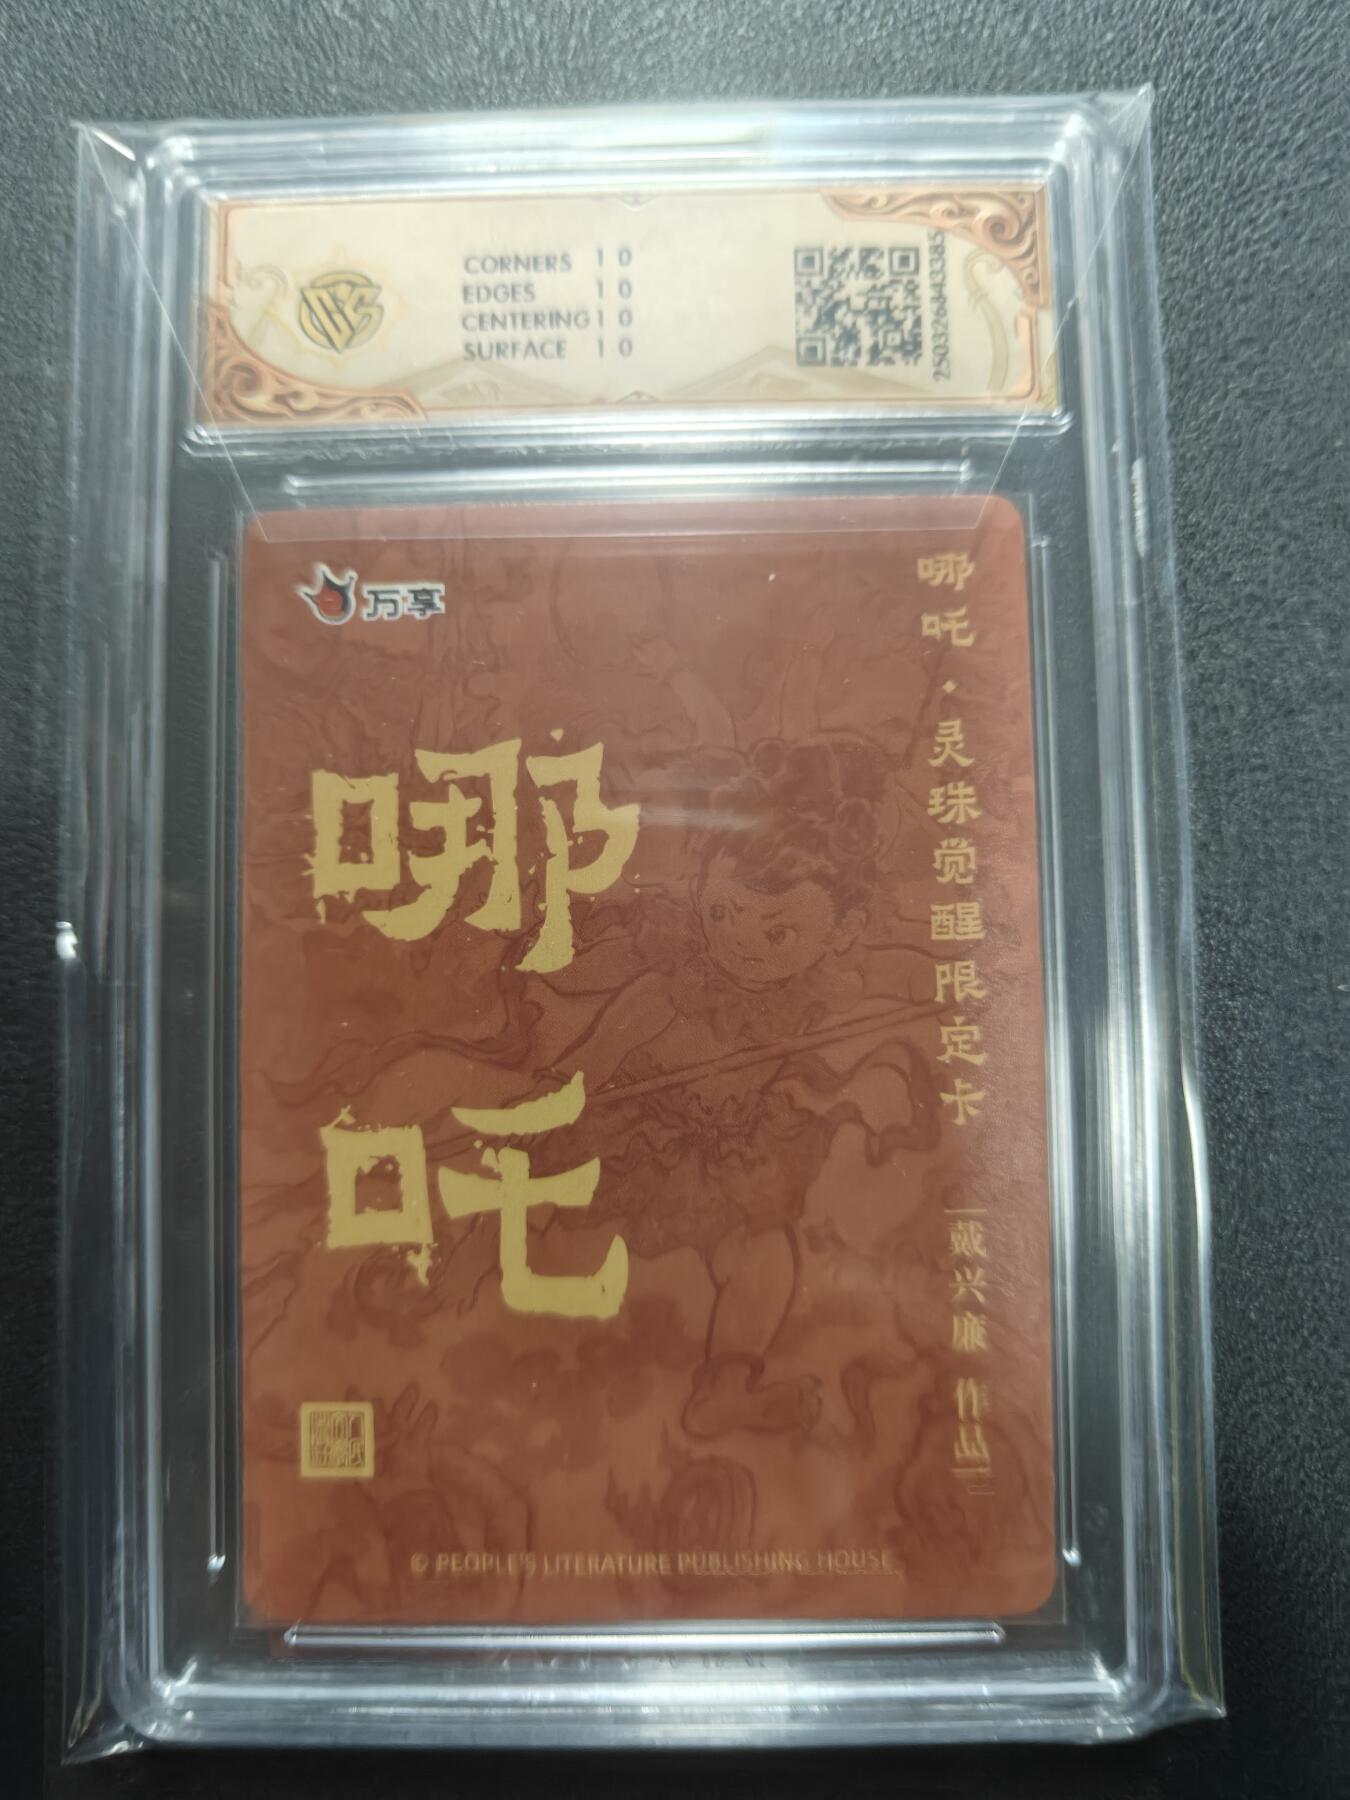 CORNERS 10
EDGES 10
CENTERING 10
SURFACE 10
2503268433385
万享
哪吒
哪吒·灵珠觉醒限定卡
戴兴廉 作品
© PEOPLE'S LITERATURE PUBLISHING HOUSE